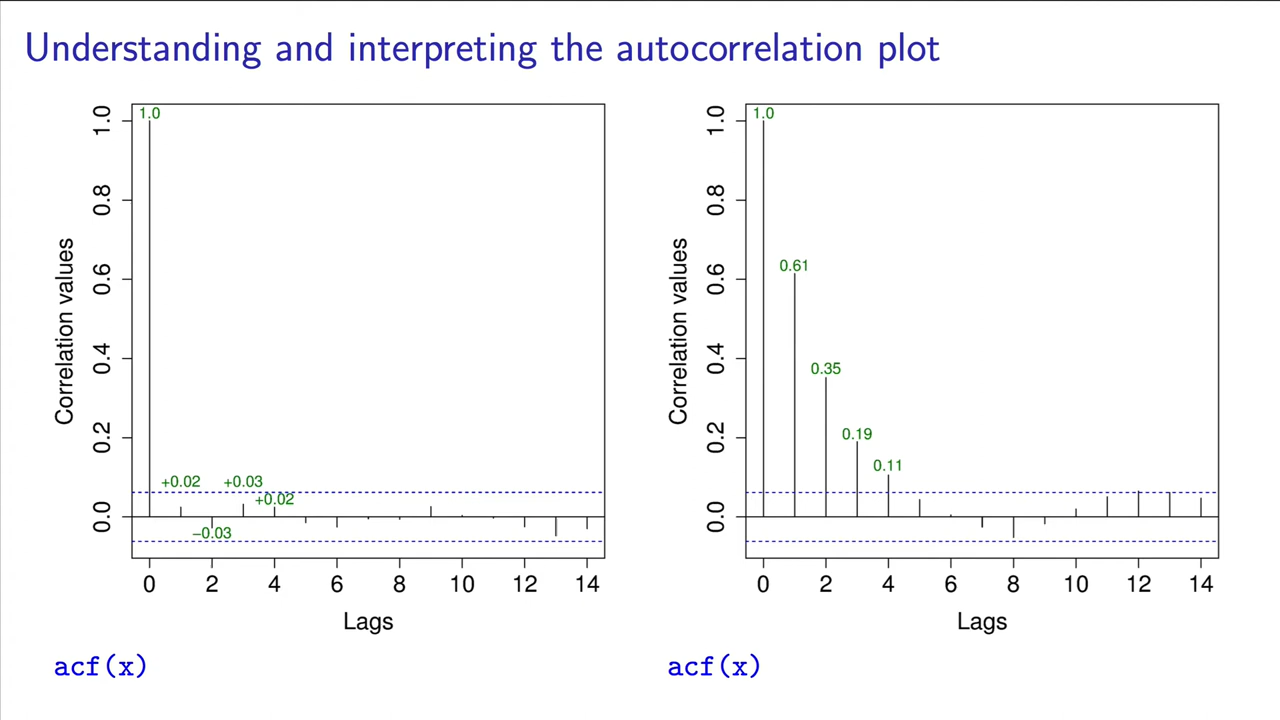 Understanding and interpreting the autocorrelation plot
1.0
0.8
0.6
0.4
0.2
0.0
Correlation values
1.0
+0.02
−0.03
+0.03
+0.02
0 2 4 6 8 10 12 14
Lags
acf(x)
1.0
0.8
0.6
0.4
0.2
0.0
Correlation values
1.0
0.61
0.35
0.19
0.11
0 2 4 6 8 10 12 14
Lags
acf(x)